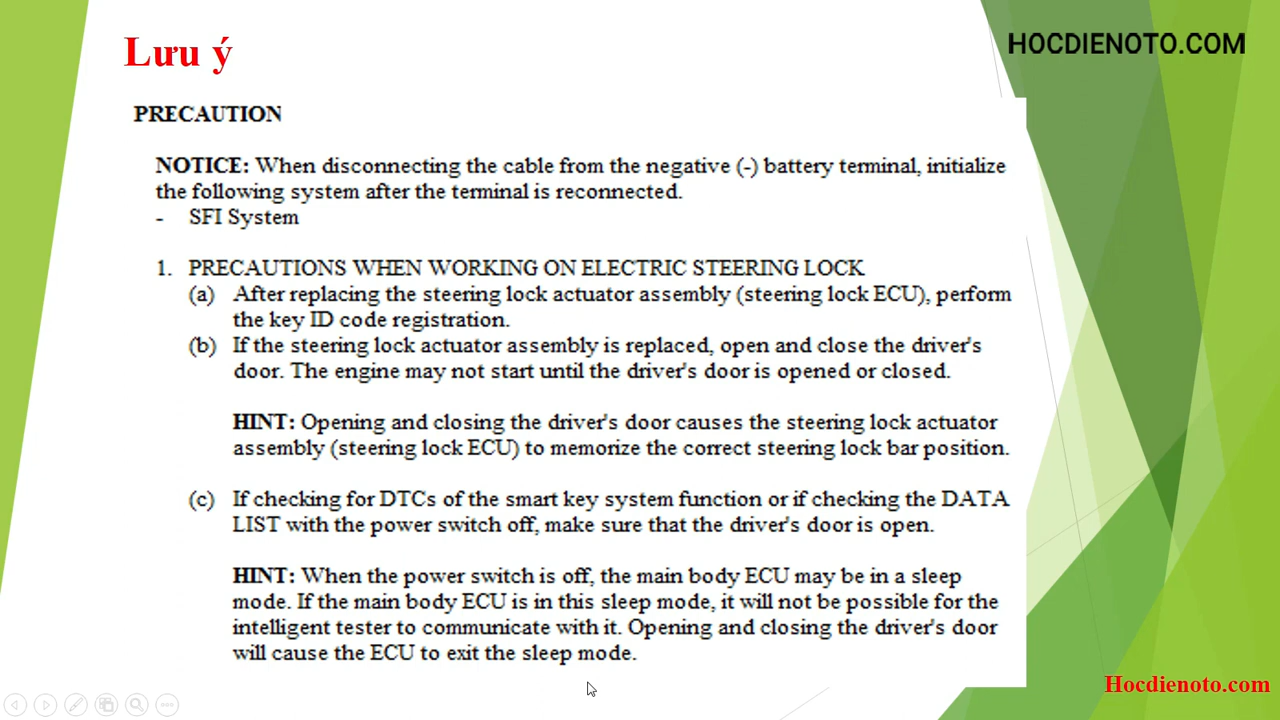 Lưu ý
HOCDIENOTO.COM
PRECAUTION
NOTICE: When disconnecting the cable from the negative (-) battery terminal, initialize
the following system after the terminal is reconnected.
- SFI System
1. PRECAUTIONS WHEN WORKING ON ELECTRIC STEERING LOCK
(a) After replacing the steering lock actuator assembly (steering lock ECU), perform
the key ID code registration.
(b) If the steering lock actuator assembly is replaced, open and close the driver's
door. The engine may not start until the driver's door is opened or closed.
HINT: Opening and closing the driver's door causes the steering lock actuator
assembly (steering lock ECU) to memorize the correct steering lock bar position.
(c) If checking for DTCs of the smart key system function or if checking the DATA
LIST with the power switch off, make sure that the driver's door is open.
HINT: When the power switch is off, the main body ECU may be in a sleep
mode. If the main body ECU is in this sleep mode, it will not be possible for the
intelligent tester to communicate with it. Opening and closing the driver's door
will cause the ECU to exit the sleep mode.
Hocdienoto.com